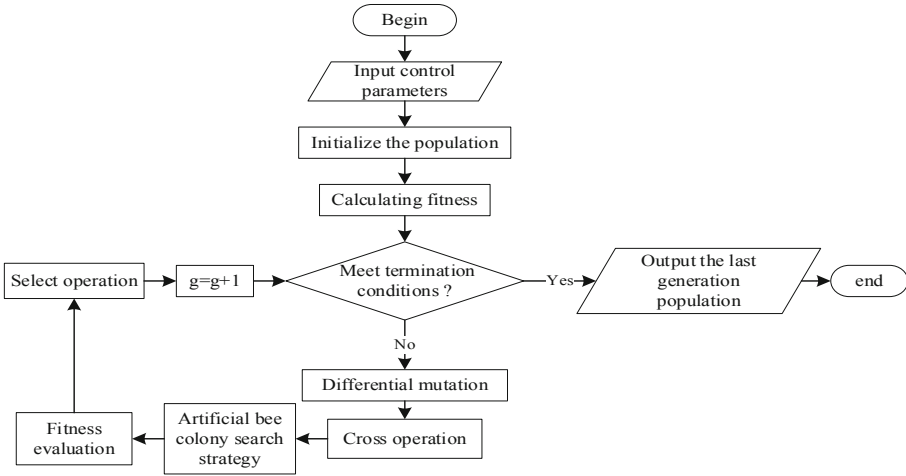 Begin
Input control
parameters
Initialize the population
Calculating fitness
Meet termination
conditions ?
Yes
Output the last
generation
population
end
No
Differential mutation
Cross operation
Artificial bee
colony search
strategy
Fitness
evaluation
Select operation
g=g+1